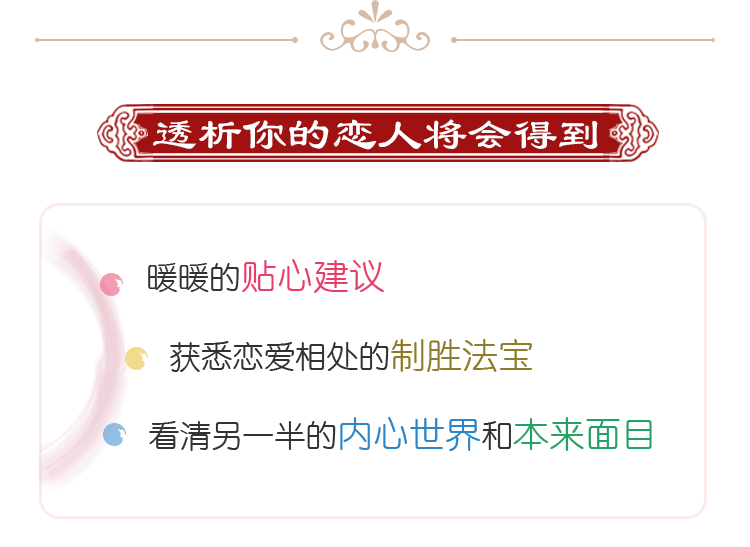 透析你的恋人将会得到
暖暖的贴心建议
获悉恋爱相处的制胜法宝
看清另一半的内心世界和本来面目